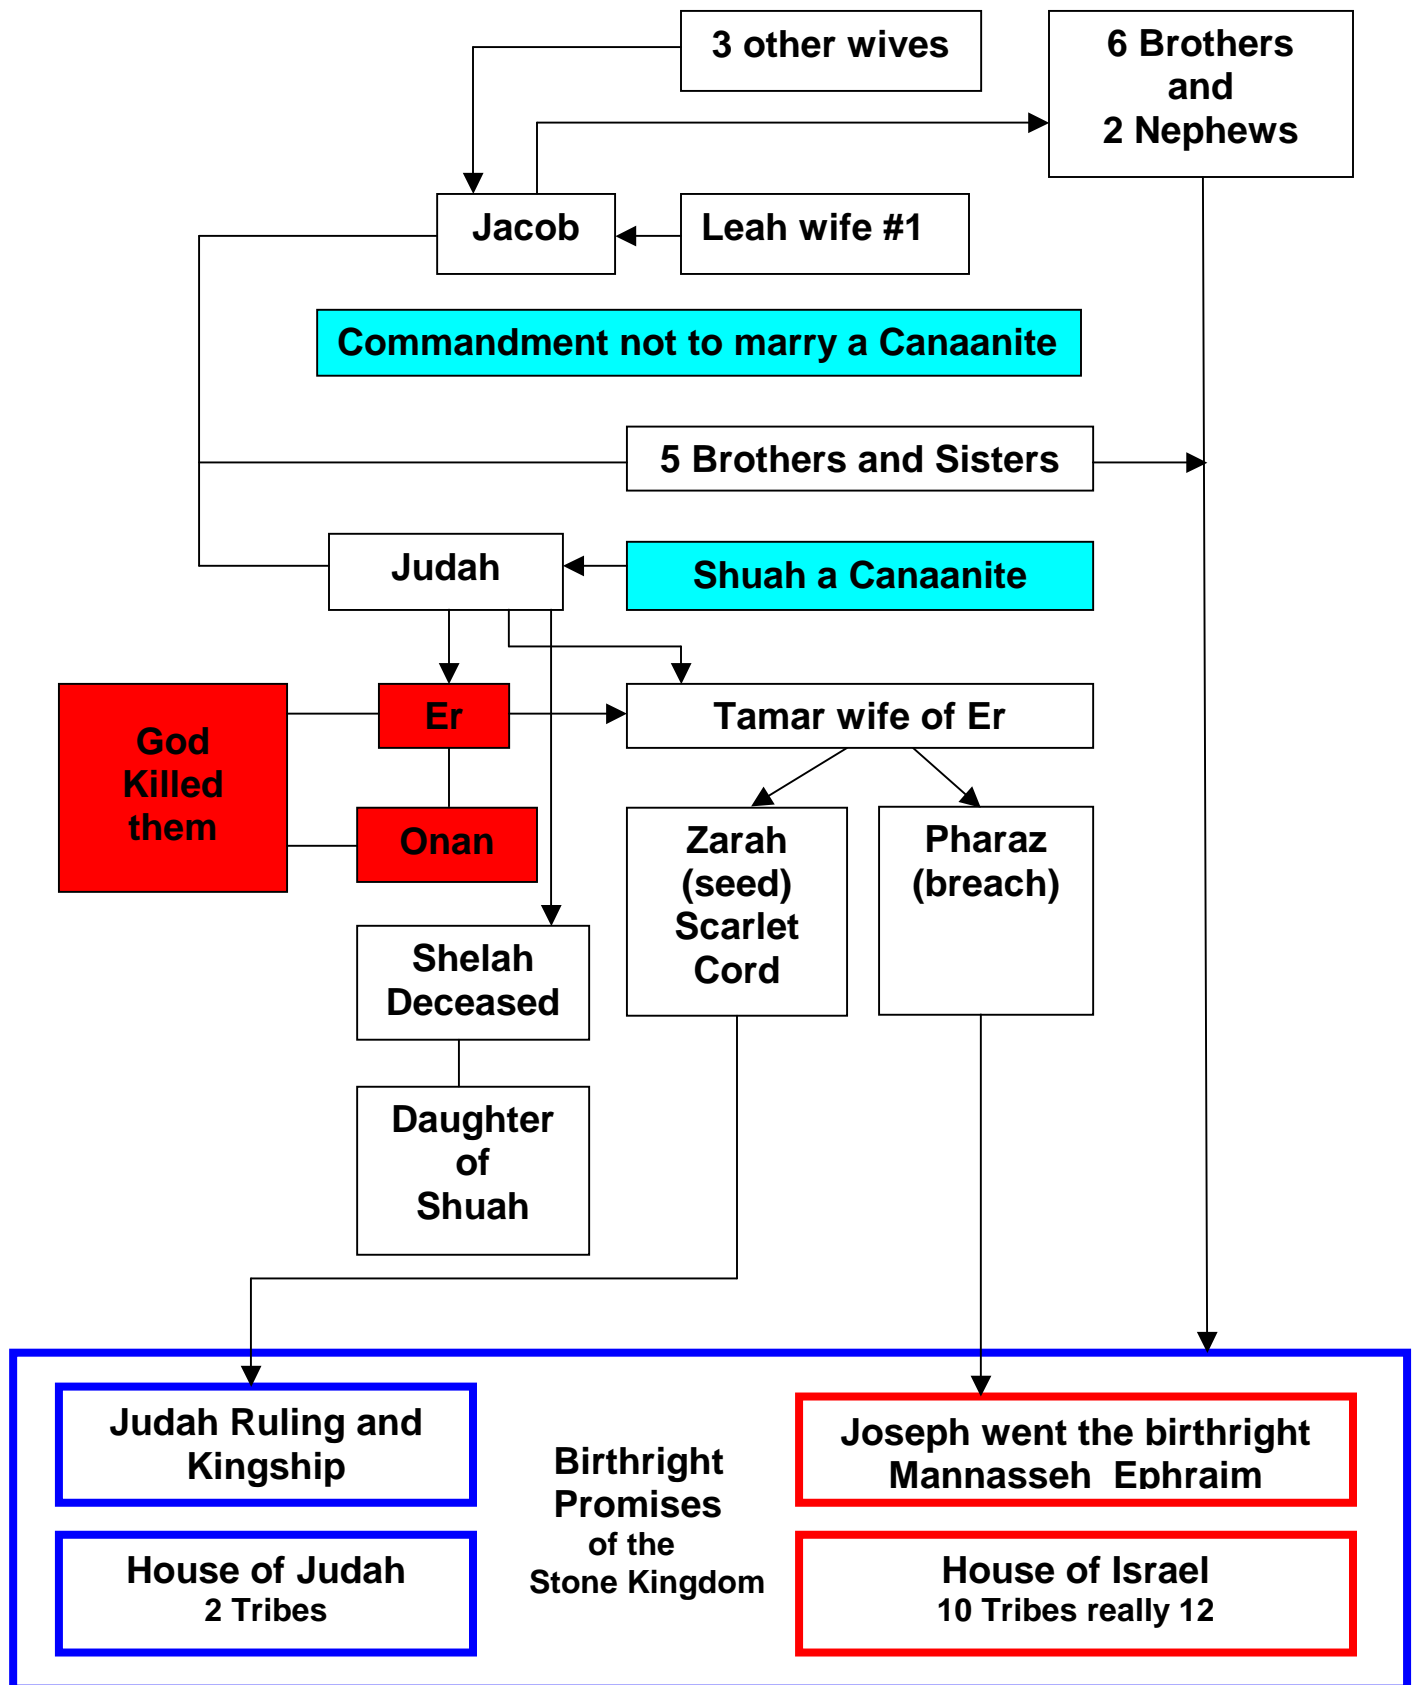 3 other wives
6 Brothers
and
2 Nephews
Jacob
Leah wife #1
Commandment not to marry a Canaanite
5 Brothers and Sisters
Judah
Shuah a Canaanite
God
Killed
them
Er
Tamar wife of Er
Onan
Zarah
(seed)
Scarlet
Cord
Pharaz
(breach)
Shelah
Deceased
Daughter
of
Shuah
Judah Ruling and
Kingship
Birthright
Promises
of the
Stone Kingdom
Joseph went the birthright
Mannasseh  Ephraim
House of Judah
2 Tribes
House of Israel
10 Tribes really 12